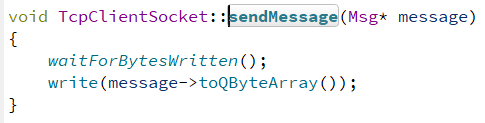 void TcpClientSocket::sendMessage(Msg* message)
{
    waitForBytesWritten();
    write(message->toQByteArray());
}